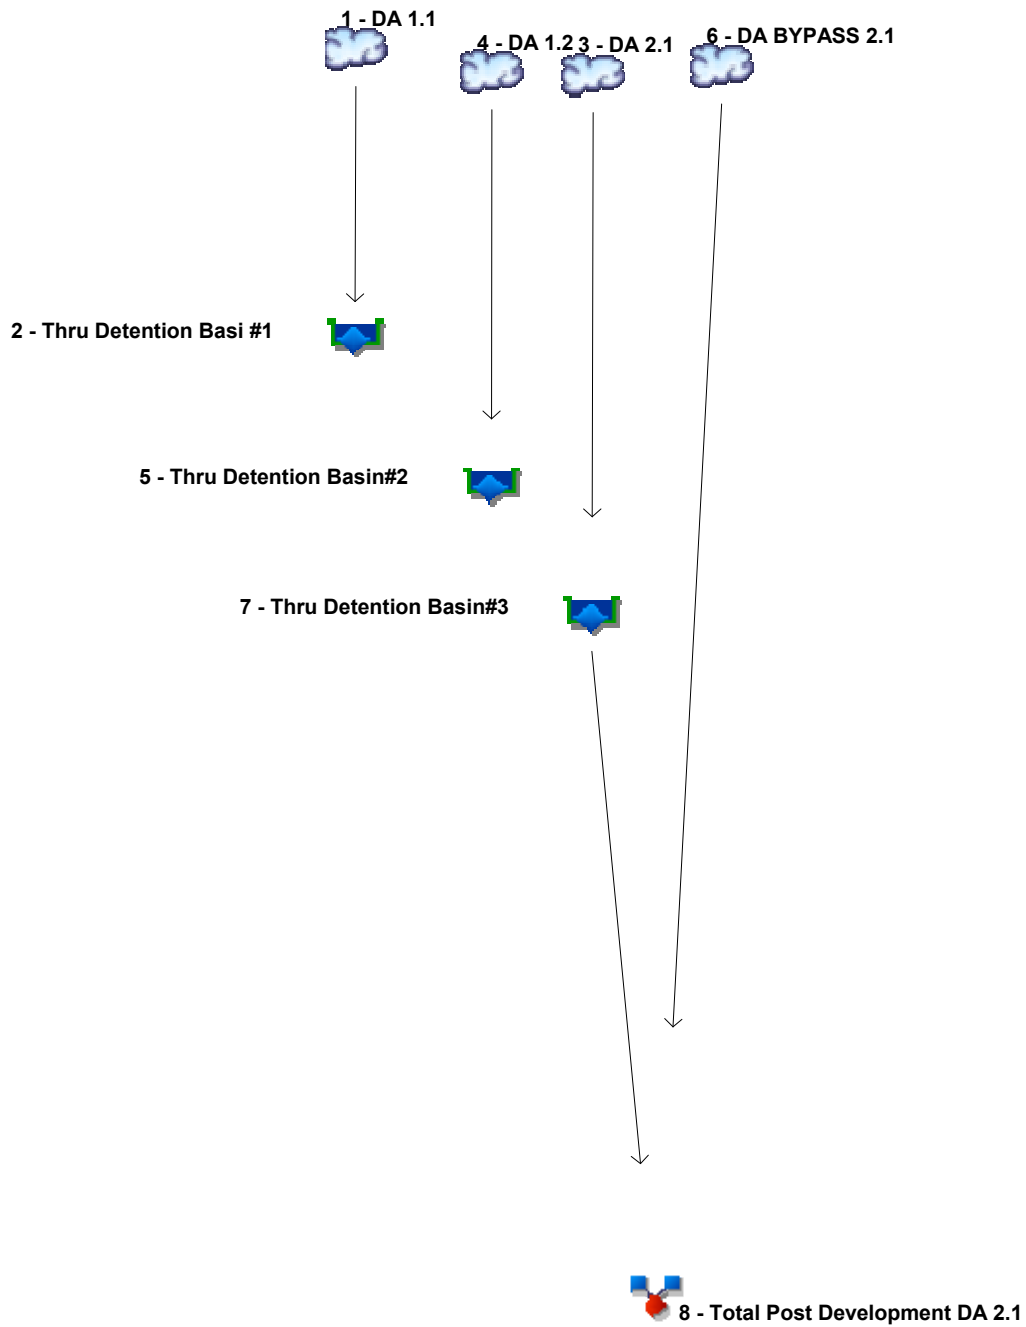 1 - DA 1.1
4 - DA 1.2
3 - DA 2.1
6 - DA BYPASS 2.1
2 - Thru Detention Basi #1
5 - Thru Detention Basin#2
7 - Thru Detention Basin#3
8 - Total Post Development DA 2.1